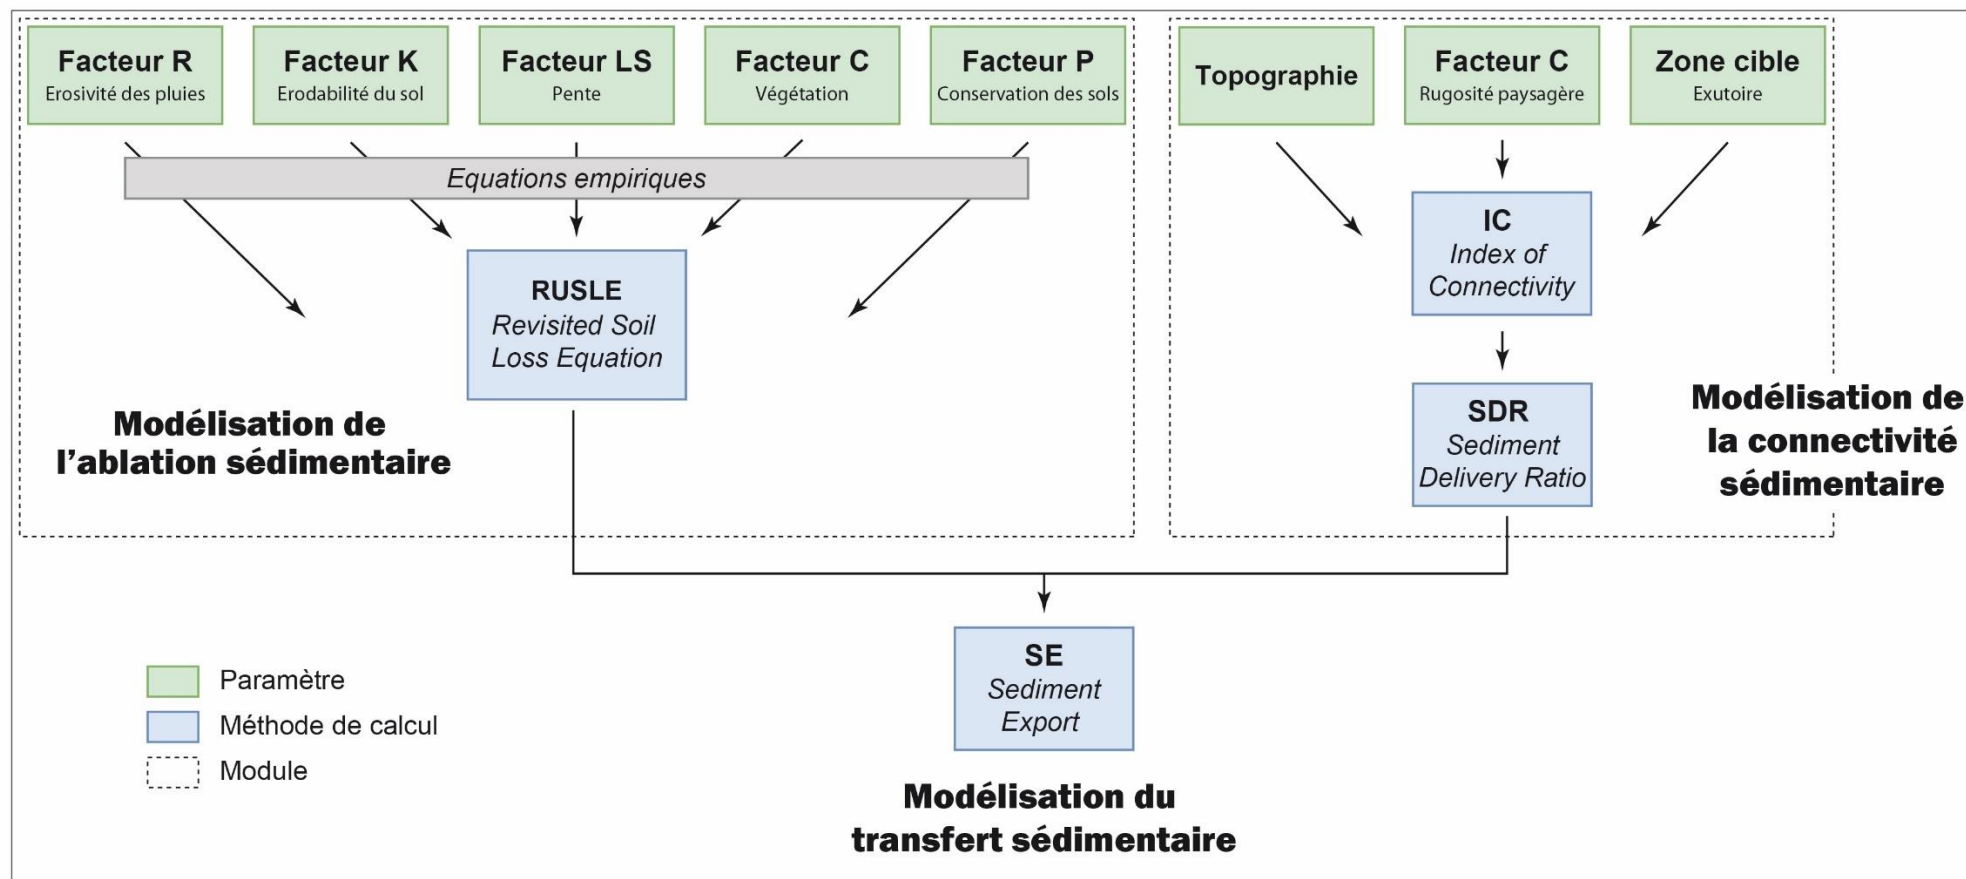 Facteur R
Erosivité des pluies
Facteur K
Erodabilité du sol
Facteur LS
Pente
Facteur C
Végétation
Facteur P
Conservation des sols
Topographie
Facteur C
Rugosité paysagère
Zone cible
Exutoire
Equations empiriques
RUSLE
Revisited Soil
Loss Equation
IC
Index of
Connectivity
SDR
Sediment
Delivery Ratio
Modélisation de
l'ablation sédimentaire
Modélisation de
la connectivité
sédimentaire
SE
Sediment
Export
Modélisation du
transfert sédimentaire
Paramètre
Méthode de calcul
Module